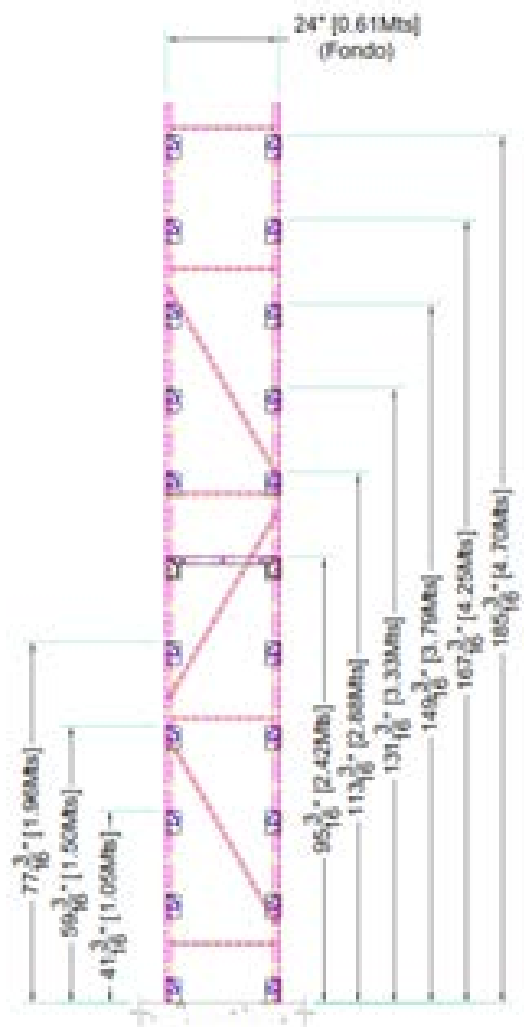 24" [0.61Mts]
(Fondo)
77 3/16" [1.96Mts]
59 3/16" [1.50Mts]
41 3/16" [1.05Mts]
95 3/16" [2.42Mts]
113 3/16" [2.88Mts]
131 3/16" [3.33Mts]
149 3/16" [3.79Mts]
167 3/16" [4.25Mts]
185 3/16" [4.70Mts]